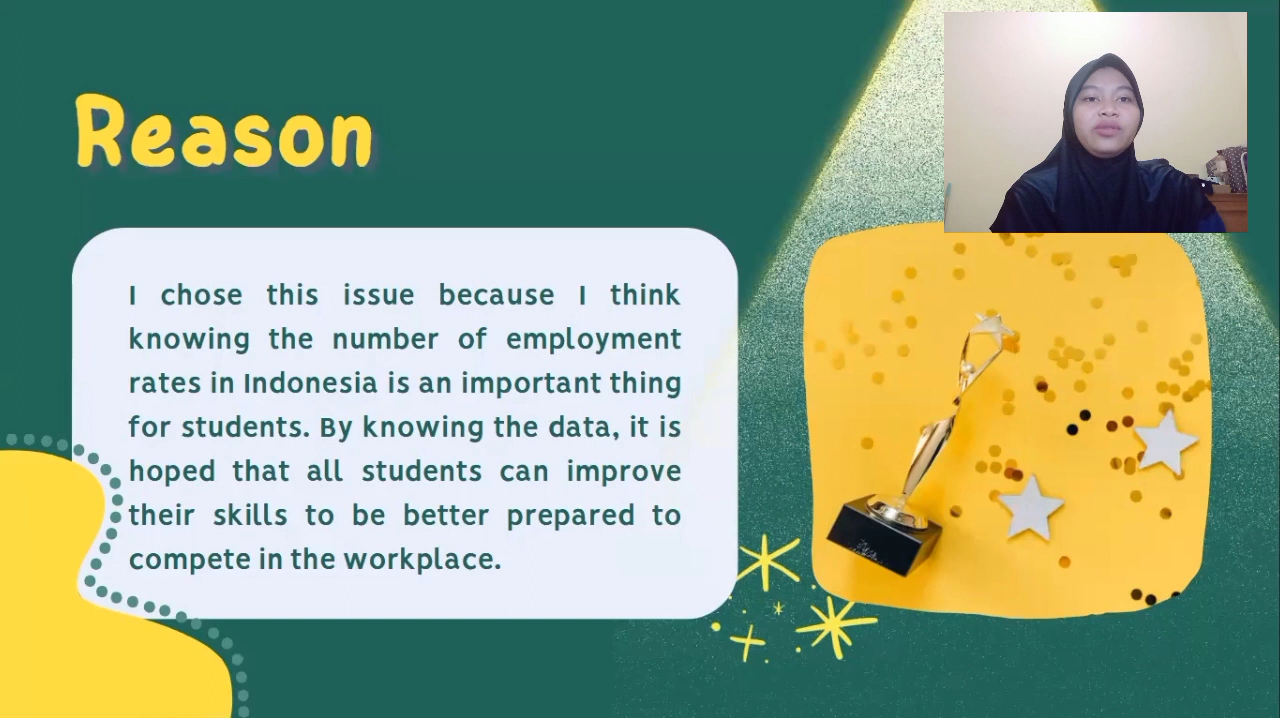 Reason
I chose this issue because I think
knowing the number of employment
rates in Indonesia is an important thing
for students. By knowing the data, it is
hoped that all students can improve
their skills to be better prepared to
compete in the workplace.